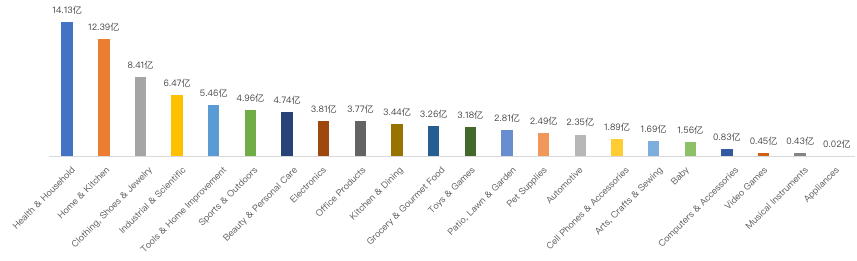 14.13亿
12.39亿
8.41亿
6.47亿
5.46亿
4.96亿
4.74亿
3.81亿
3.77亿
3.44亿
3.26亿
3.18亿
2.81亿
2.49亿
2.35亿
1.89亿
1.69亿
1.56亿
0.83亿
0.45亿
0.43亿
0.02亿
Health & Household
Home & Kitchen
Clothing, Shoes & Jewelry
Industrial & Scientific
Tools & Home Improvement
Sports & Outdoors
Beauty & Personal Care
Electronics
Office Products
Kitchen & Dining
Grocery & Gourmet Food
Toys & Games
Patio, Lawn & Garden
Pet Supplies
Automotive
Cell Phones & Accessories
Arts, Crafts & Sewing
Baby
Computers & Accessories
Video Games
Musical Instruments
Appliances